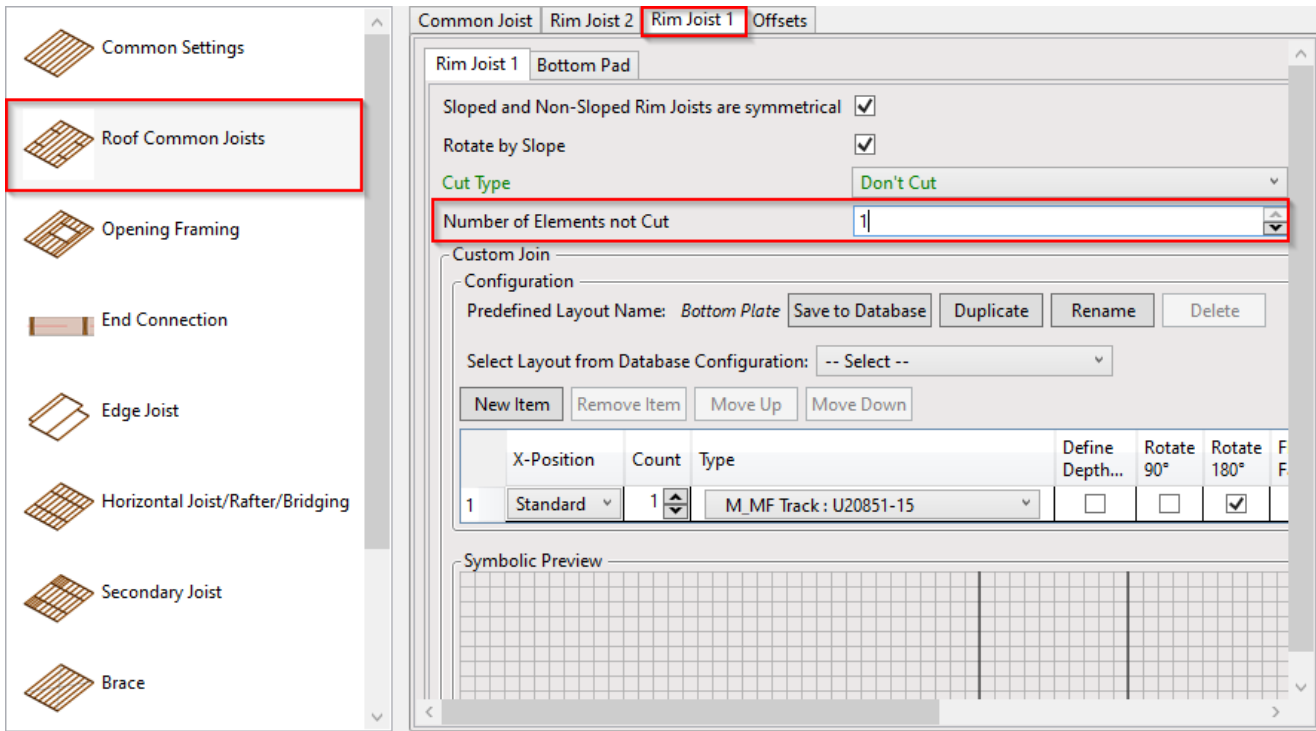 Common Settings
Roof Common Joists
Opening Framing
End Connection
Edge Joist
Horizontal Joist/Rafter/Bridging
Secondary Joist
Brace
Common Joist Rim Joist 2 Rim Joist 1 Offsets
Rim Joist 1 Bottom Pad
Sloped and Non-Sloped Rim Joists are symmetrical
Rotate by Slope
Cut Type Don't Cut
Number of Elements not Cut 1
Custom Join
Configuration
Predefined Layout Name: Bottom Plate Save to Database Duplicate Rename Delete
Select Layout from Database Configuration: -- Select --
New Item Remove Item Move Up Move Down
X-Position Count Type Define Depth... Rotate 90° Rotate 180° F F
1 Standard 1 M_MF Track : U20851-15
Symbolic Preview